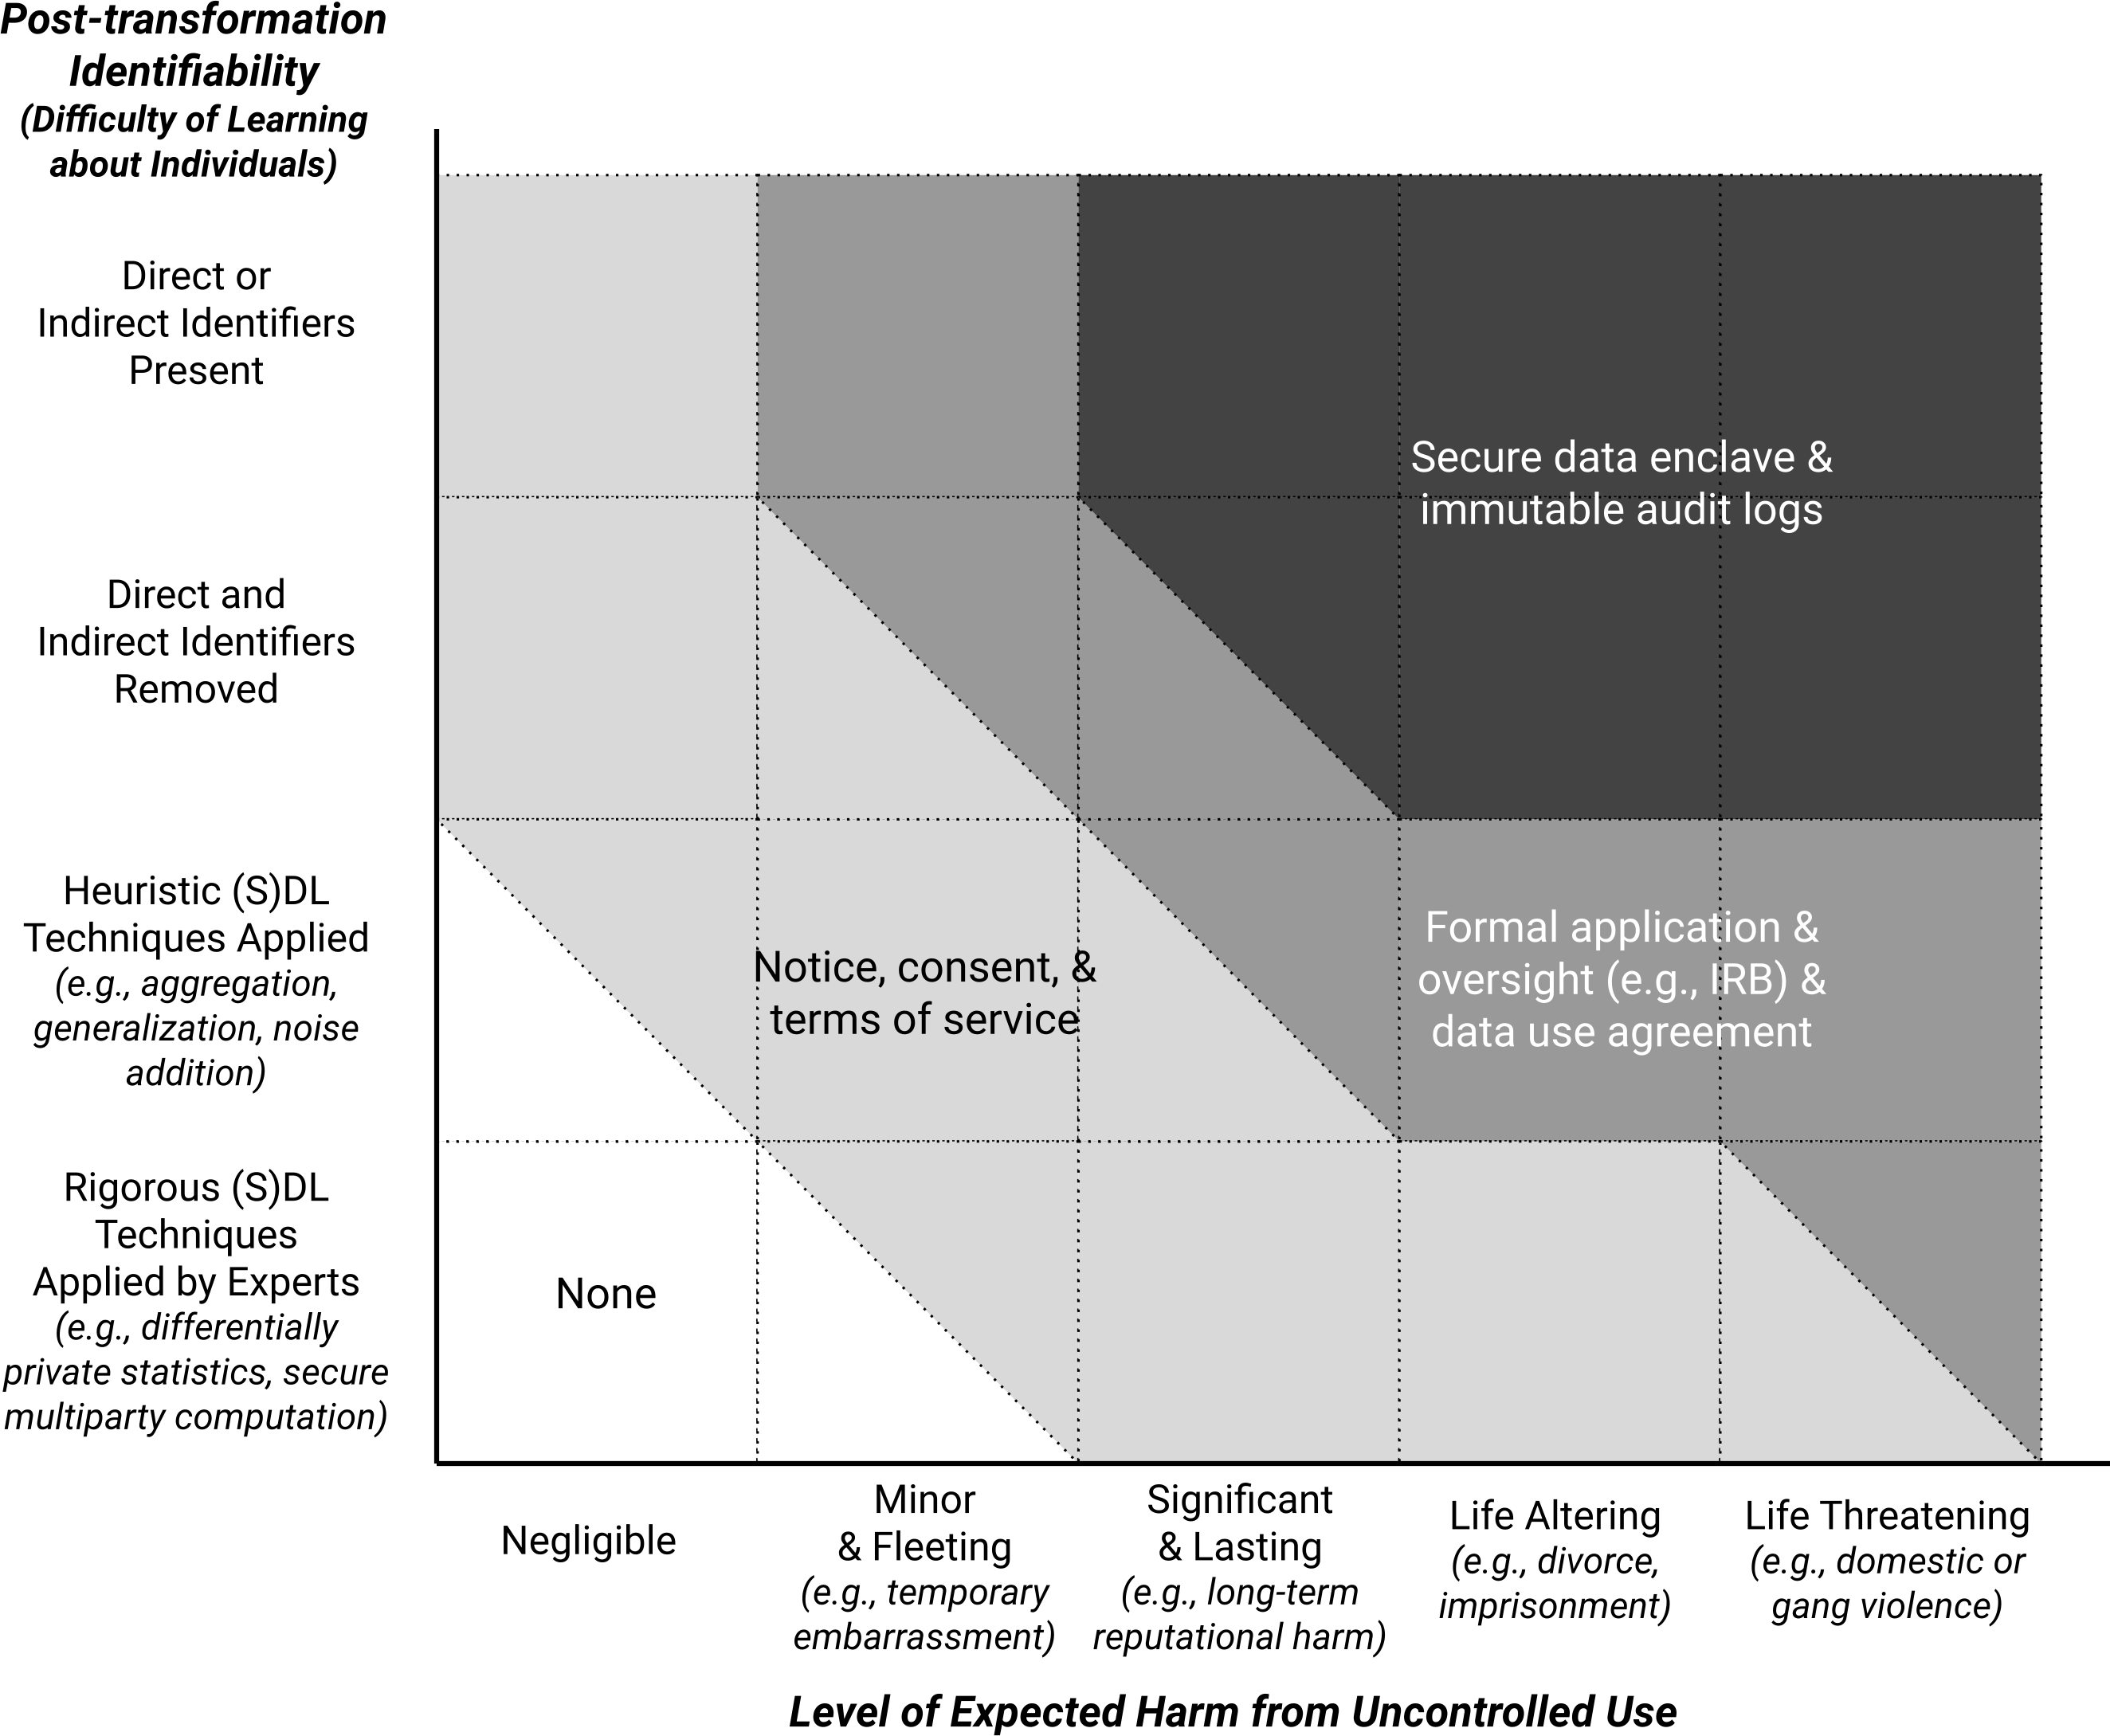 Post-transformation
Identifiability
(Difficulty of Learning
about Individuals)
Direct or
Indirect Identifiers
Present
Secure data enclave &
immutable audit logs
Direct and
Indirect Identifiers
Removed
Heuristic (S)DL
Techniques Applied
(e.g., aggregation,
generalization, noise
addition)
Notice, consent, &
terms of service
Formal application &
oversight (e.g., IRB) &
data use agreement
Rigorous (S)DL
Techniques
Applied by Experts
(e.g., differentially
private statistics, secure
multiparty computation)
None
Negligible
Minor
& Fleeting
(e.g., temporary
embarrassment)
Significant
& Lasting
(e.g., long-term
reputational harm)
Life Altering
(e.g., divorce,
imprisonment)
Life Threatening
(e.g., domestic or
gang violence)
Level of Expected Harm from Uncontrolled Use